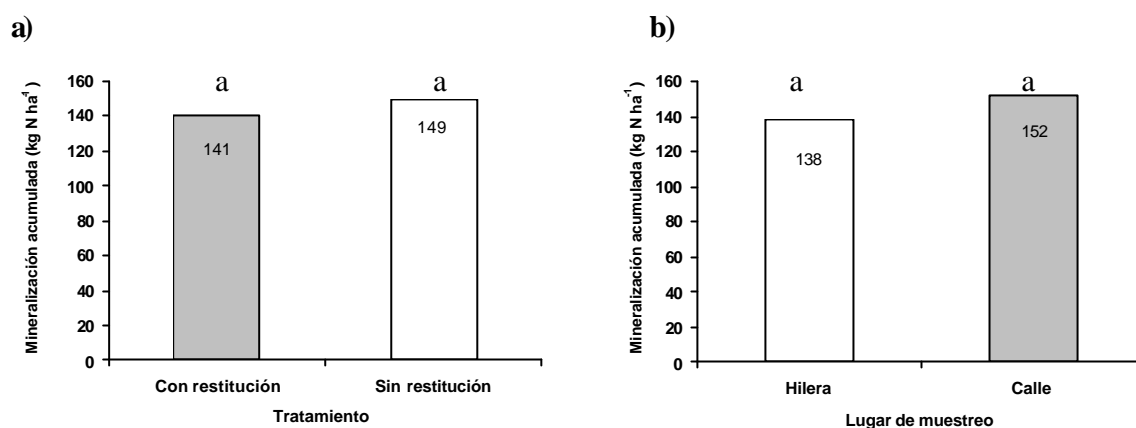 a)
Mineralización acumulada (kg N ha-1)
160
140
120
100
80
60
40
20
0
a
a
141
149
Con restitución
Sin restitución
Tratamiento
b)
Mineralización acumulada (kg N ha-1)
160
140
120
100
80
60
40
20
0
a
a
138
152
Hilera
Calle
Lugar de muestreo